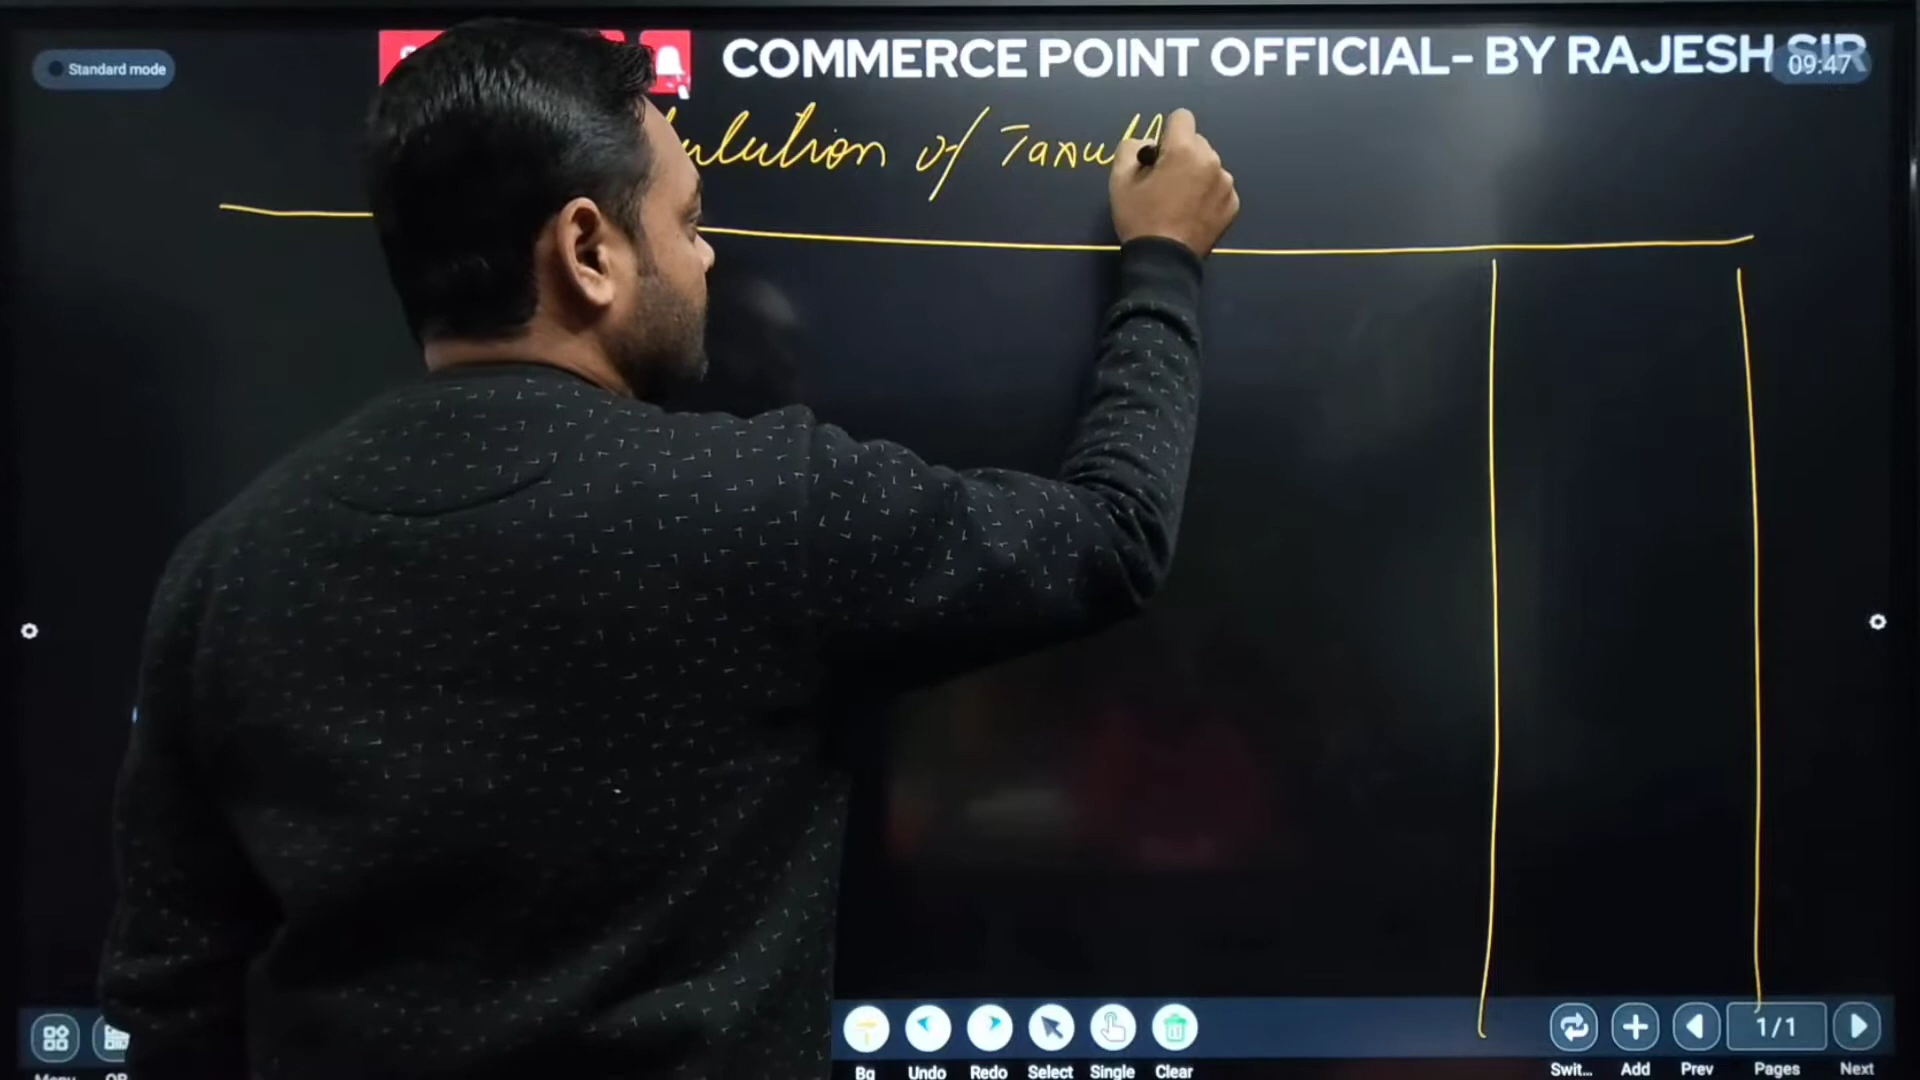 Standard mode
COMMERCE POINT OFFICIAL- BY RAJESH SIR
09:47
of
Bg Undo Redo Select Single Clear
Swit... Add Prev 1/1 Pages Next
Menu